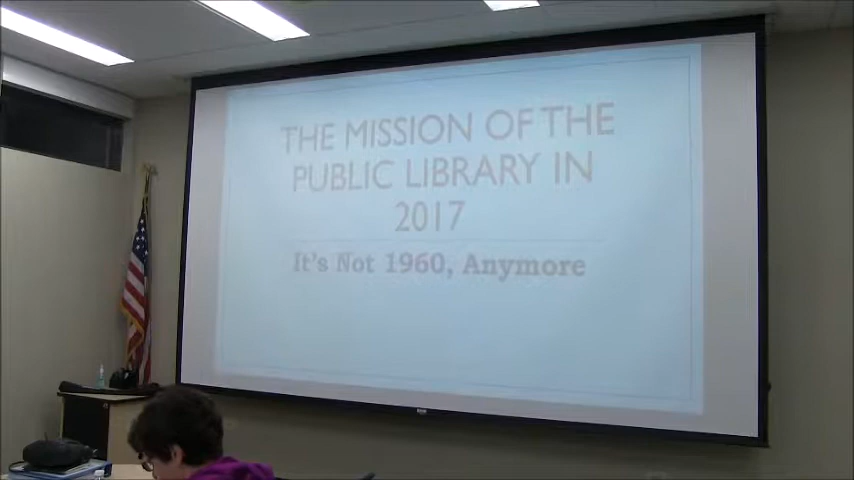 THE MISSION OF THE
PUBLIC LIBRARY IN
2017
It's Not 1960, Anymore